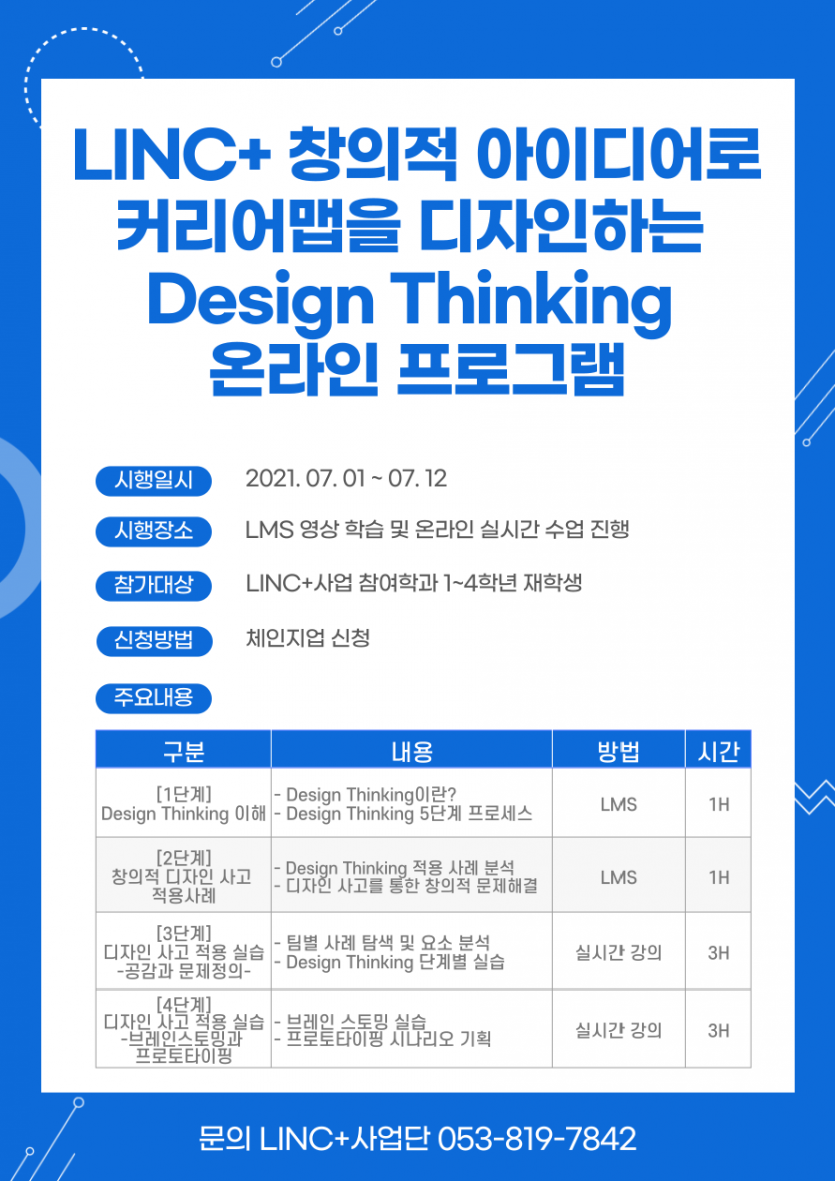 LINC+ 창의적 아이디어로
커리어맵을 디자인하는
Design Thinking
온라인 프로그램
시행일시 2021. 07. 01 ~ 07. 12
시행장소 LMS 영상 학습 및 온라인 실시간 수업 진행
참가대상 LINC+사업 참여학과 1~4학년 재학생
신청방법 체인지업 신청
주요내용
구분 내용 방법 시간
[1단계]
Design Thinking 이해
- Design Thinking이란?
- Design Thinking 5단계 프로세스
LMS
1H
[2단계]
창의적 디자인 사고
적용사례
- Design Thinking 적용 사례 분석
- 디자인 사고를 통한 창의적 문제해결
LMS
1H
[3단계]
디자인 사고 적용 실습
-공감과 문제정의-
- 팀별 사례 탐색 및 요소 분석
- Design Thinking 단계별 실습
실시간 강의
3H
[4단계]
디자인 사고 적용 실습
-브레인스토밍과
프로토타이핑
- 브레인 스토밍 실습
- 프로토타이핑 시나리오 기획
실시간 강의
3H
문의 LINC+사업단 053-819-7842